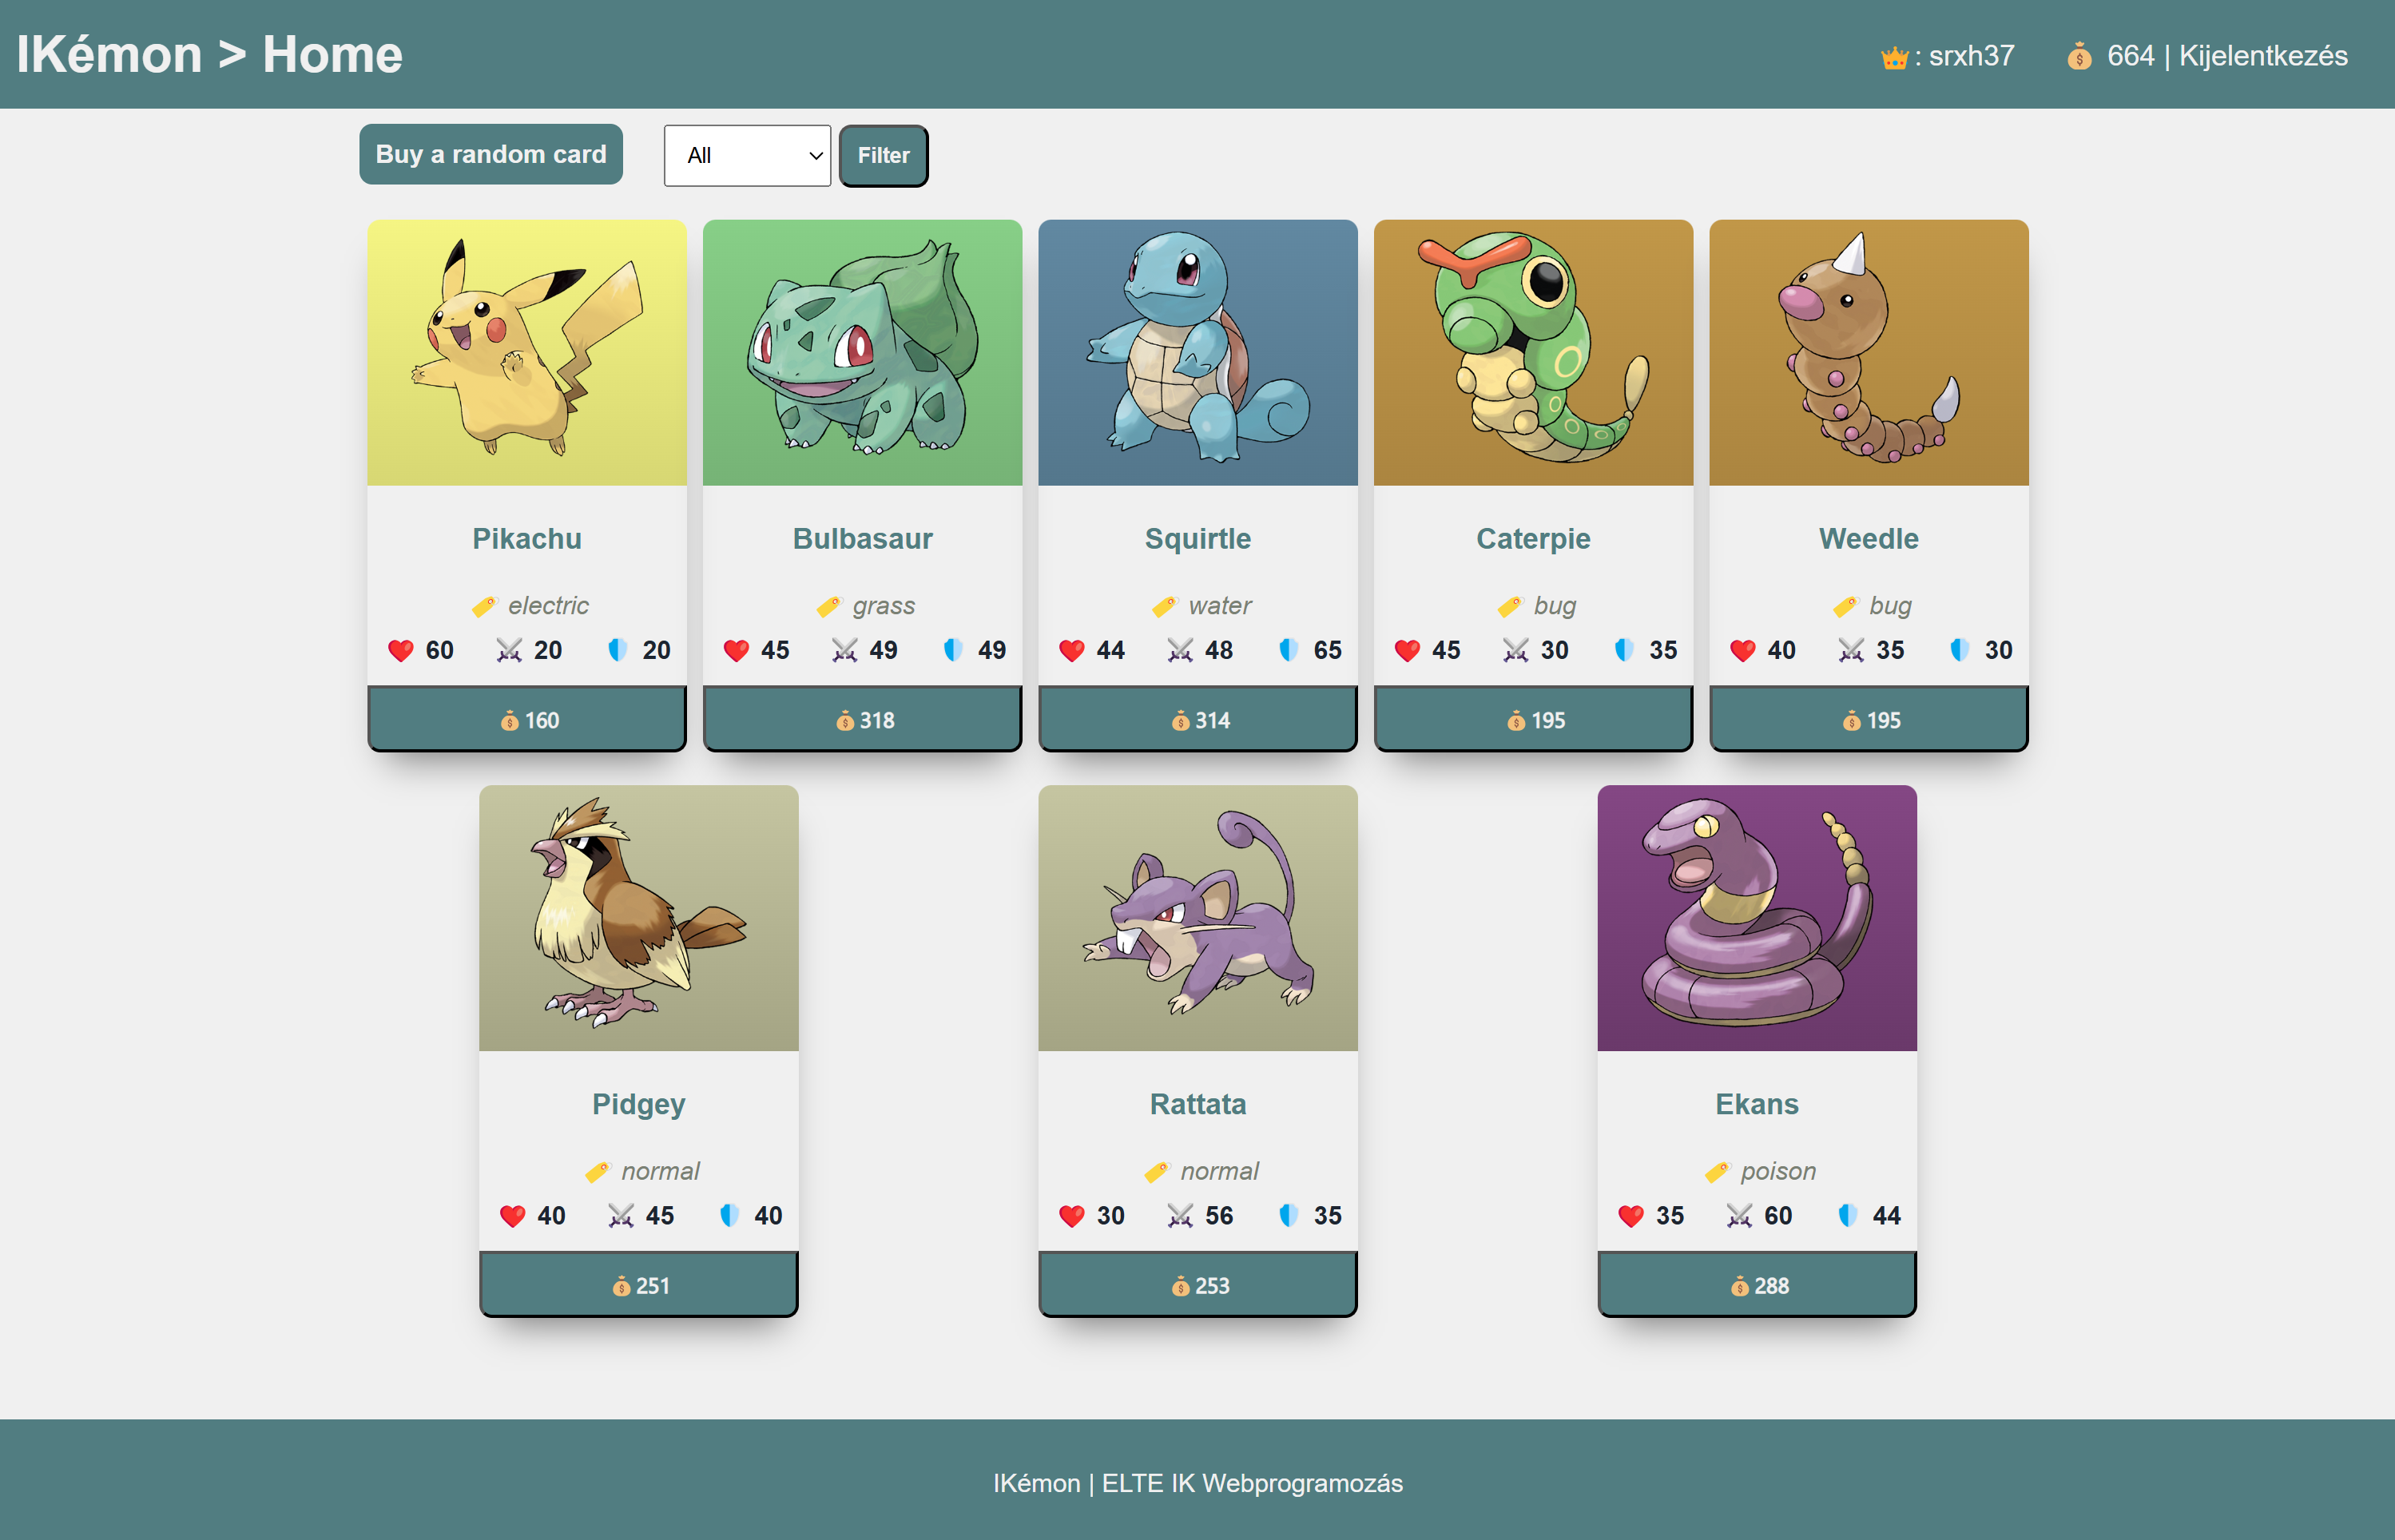 IKémon > Home
: srxh37
664 | Kijelentkezés
Buy a random card
All
Filter
Pikachu
electric
60 20 20
160
Bulbasaur
grass
45 49 49
318
Squirtle
water
44 48 65
314
Caterpie
bug
45 30 35
195
Weedle
bug
40 35 30
195
Pidgey
normal
40 45 40
251
Rattata
normal
30 56 35
253
Ekans
poison
35 60 44
288
IKémon | ELTE IK Webprogramozás